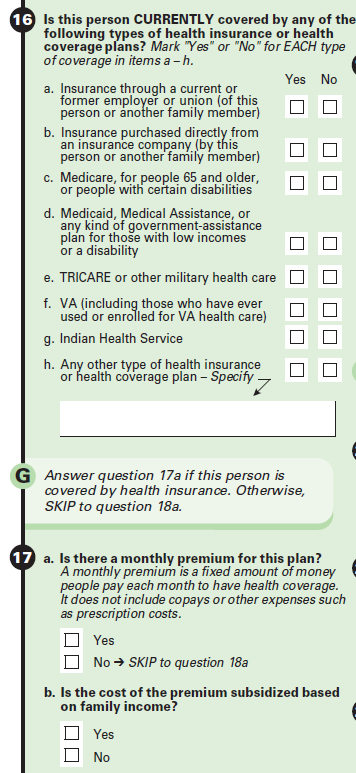 16 Is this person CURRENTLY covered by any of the
following types of health insurance or health
coverage plans? Mark "Yes" or "No" for EACH type
of coverage in items a – h.
Yes No
a. Insurance through a current or
former employer or union (of this
person or another family member)
b. Insurance purchased directly from
an insurance company (by this
person or another family member)
c. Medicare, for people 65 and older,
or people with certain disabilities
d. Medicaid, Medical Assistance, or
any kind of government-assistance
plan for those with low incomes
or a disability
e. TRICARE or other military health care
f. VA (including those who have ever
used or enrolled for VA health care)
g. Indian Health Service
h. Any other type of health insurance
or health coverage plan – Specify
G Answer question 17a if this person is
covered by health insurance. Otherwise,
SKIP to question 18a.
17 a. Is there a monthly premium for this plan?
A monthly premium is a fixed amount of money
people pay each month to have health coverage.
It does not include copays or other expenses such
as prescription costs.
Yes
No → SKIP to question 18a
b. Is the cost of the premium subsidized based
on family income?
Yes
No